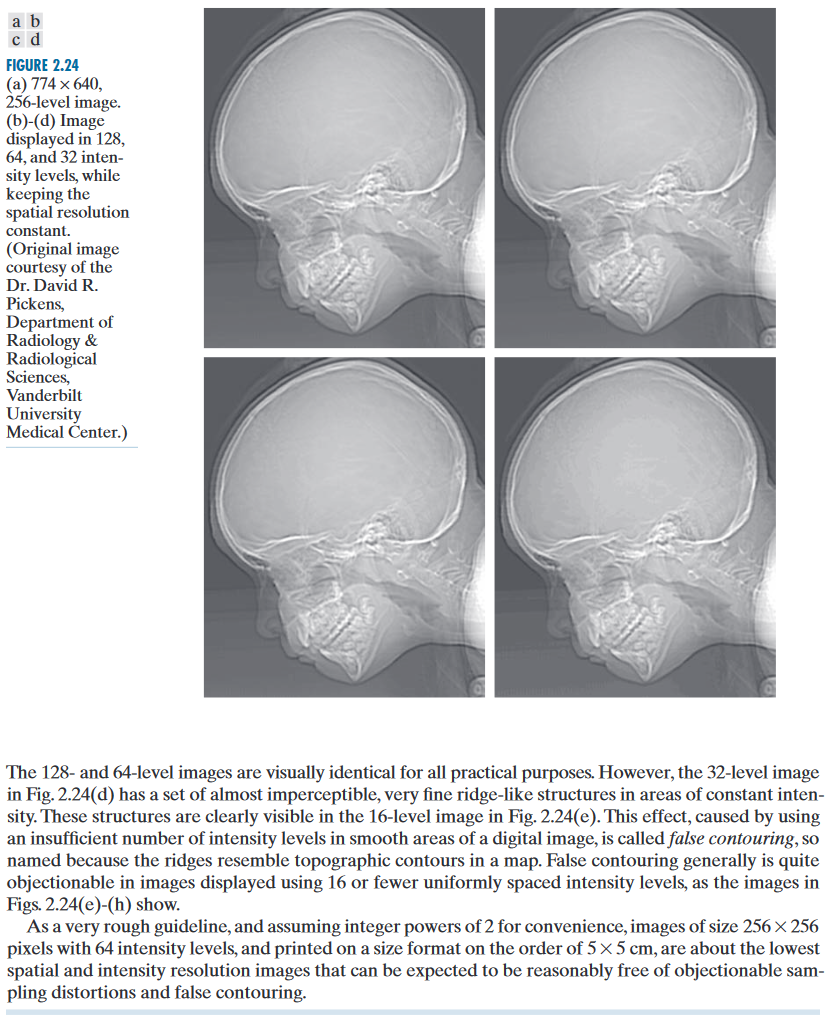 a b
c d
FIGURE 2.24
(a) 774 × 640,
256-level image.
(b)-(d) Image
displayed in 128,
64, and 32 inten-
sity levels, while
keeping the
spatial resolution
constant.
(Original image
courtesy of the
Dr. David R.
Pickens,
Department of
Radiology &
Radiological
Sciences,
Vanderbilt
University
Medical Center.)
The 128- and 64-level images are visually identical for all practical purposes. However, the 32-level image
in Fig. 2.24(d) has a set of almost imperceptible, very fine ridge-like structures in areas of constant inten-
sity. These structures are clearly visible in the 16-level image in Fig. 2.24(e). This effect, caused by using
an insufficient number of intensity levels in smooth areas of a digital image, is called false contouring, so
named because the ridges resemble topographic contours in a map. False contouring generally is quite
objectionable in images displayed using 16 or fewer uniformly spaced intensity levels, as the images in
Figs. 2.24(e)-(h) show.
As a very rough guideline, and assuming integer powers of 2 for convenience, images of size 256 × 256
pixels with 64 intensity levels, and printed on a size format on the order of 5 × 5 cm, are about the lowest
spatial and intensity resolution images that can be expected to be reasonably free of objectionable sam-
pling distortions and false contouring.